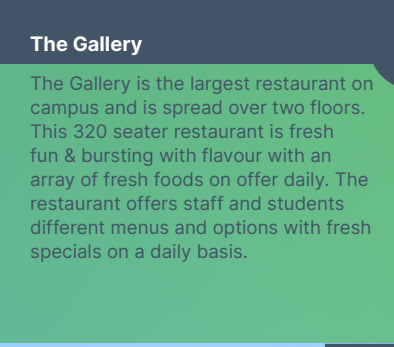 The Gallery
The Gallery is the largest restaurant on
campus and is spread over two floors.
This 320 seater restaurant is fresh
fun & bursting with flavour with an
array of fresh foods on offer daily. The
restaurant offers staff and students
different menus and options with fresh
specials on a daily basis.